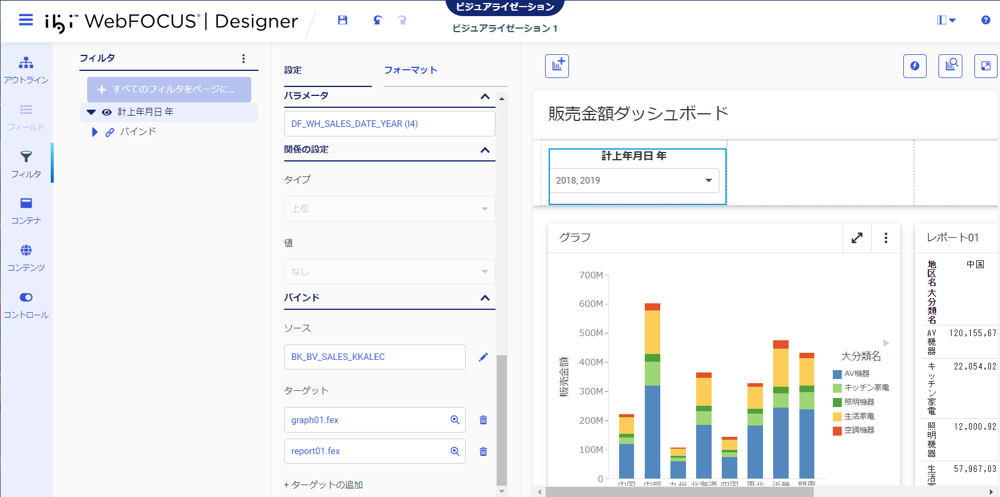 ビジュアライゼーション
ibi™ WebFOCUS® | Designer
ビジュアライゼーション 1
アウトライン
フィールド
フィルタ
コンテナ
コンテンツ
コントロール
フィルタ
+ すべてのフィルタをページに...
計上年月日 年
バインド
設定
フォーマット
パラメータ
DF_WH_SALES_DATE_YEAR (I4)
関係の設定
タイプ
上位
値
なし
バインド
ソース
BK_BV_SALES_KKALEC
ターゲット
graph01.fex
report01.fex
+ ターゲットの追加
販売金額ダッシュボード
計上年月日 年
2018, 2019
グラフ
700M
600M
500M
400M
300M
200M
100M
0
販売金額
中国 中部 九州 北海道 四国 東北 近畿 関東
大分類名
AV機器
キッチン家電
照明機器
生活家電
空調機器
レポート01
地区名 中国
大分類名
AV機器 120,155,67
キッチン家電 22,054,02
照明機器 12,000,92
生活 57,967,03